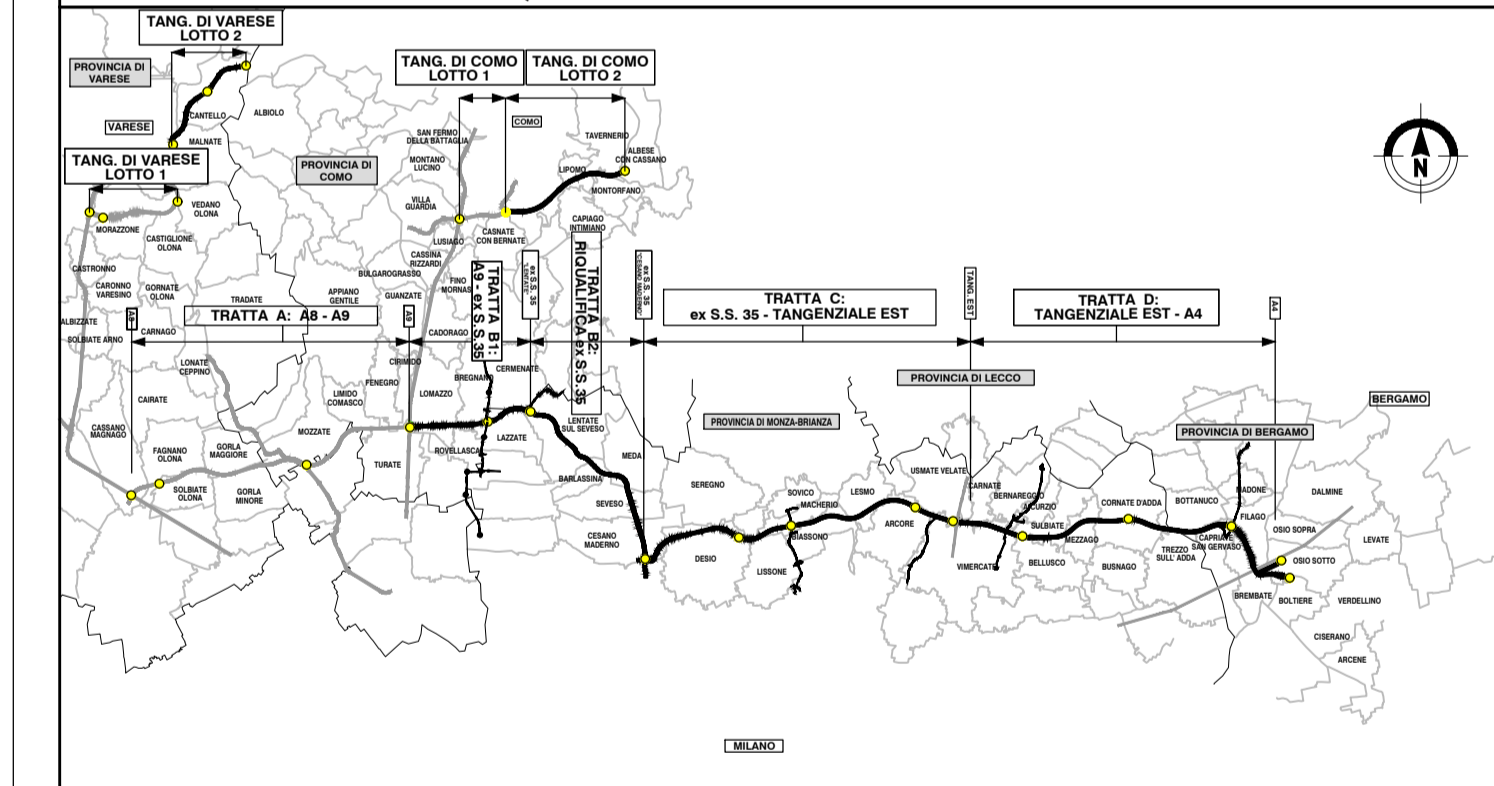 TANG. DI VARESE
LOTTO 2
PROVINCIA DI
VARESE
CANTELLO
ALBIOLO
VARESE
MALNATE
TANG. DI VARESE
LOTTO 1
PROVINCIA DI
COMO
VEDANO
OLONA
MORAZZONE
CASTIGLIONE
OLONA
TANG. DI COMO
LOTTO 1
TANG. DI COMO
LOTTO 2
COMO
SAN FERMO
DELLA BATTAGLIA
MONTANO
LUCINO
VILLA
GUARDIA
TAVERNERIO
ALBESE
CON CASSANO
LIPOMO
MONTORFANO
CAPIAGO
INTIMIANO
CASNATE
CON BERNATE
LUSIAGO
CASSINA
RIZZARDI
BULGAROGRASSO
FINO
MORNAS
CASTRONNO
CARONNO
VARESINO
GORNATE
OLONA
TRADATE
APPIANO
GENTILE
GUANZATE
ALBIZZATE
SOLBIATE ARNO
CARNAGO
CADORAGO
A8
TRATTA A: A8 - A9
A9
TRATTA B1:
A9 - ex S.S.35
ex S.S. 35
"LENTATE"
TRATTA B2:
RIQUALIFICA ex S.S.35
ex S.S. 35
"CESANO MADERNO"
TRATTA C:
ex S.S. 35 - TANGENZIALE EST
TANG. EST
TRATTA D:
TANGENZIALE EST - A4
A4
N
LONATE
CEPPINO
CIRIMIDO
FENEGRO
LIMIDO
COMASCO
LOMAZZO
BREGNANO
CERMENATE
CAIRATE
CASSANO
MAGNAGO
FAGNANO
OLONA
GORLA
MAGGIORE
MOZZATE
TURATE
ROVELLASCA
LAZZATE
LENTATE
SUL SEVESO
SOLBIATE
OLONA
GORLA
MINORE
BARLASSINA
MEDA
SEVESO
CESANO
MADERNO
PROVINCIA DI LECCO
PROVINCIA DI MONZA-BRIANZA
BERGAMO
PROVINCIA DI BERGAMO
SEREGNO
DESIO
LISSONE
SOVICO
MACHERIO
BIASSONO
LESMO
ARCORE
USMATE VELATE
CARNATE
BERNAREGGIO
AICURZIO
SULBIATE
MEZZAGO
VIMERCATE
BELLUSCO
CORNATE D'ADDA
BUSNAGO
BOTTANUCO
TREZZO
SULL' ADDA
CAPRIATE
SAN GERVASO
MADONE
FILAGO
DALMINE
OSIO SOPRA
OSIO SOTTO
LEVATE
BREMBATE
BOLTIERE
VERDELLINO
CISERANO
ARCENE
MILANO